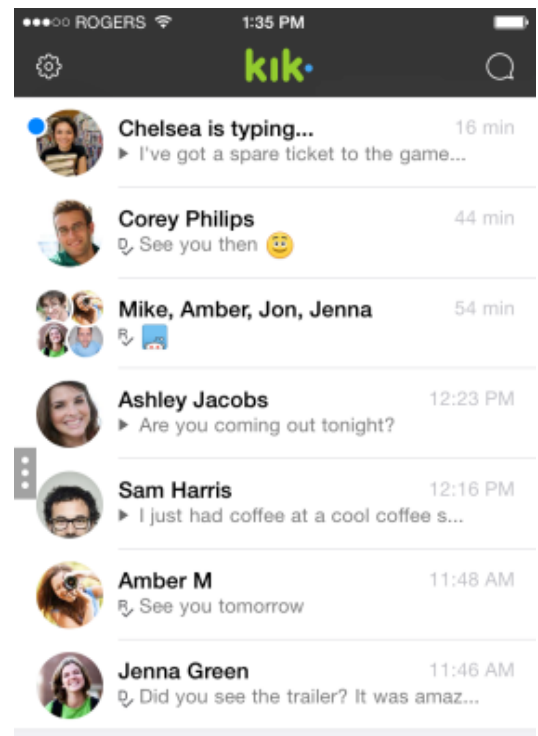 ROGERS 1:35 PM
kik
Chelsea is typing... 16 min
I've got a spare ticket to the game...
Corey Philips 44 min
D See you then
Mike, Amber, Jon, Jenna 54 min
R
Ashley Jacobs 12:23 PM
Are you coming out tonight?
Sam Harris 12:16 PM
I just had coffee at a cool coffee s...
Amber M 11:48 AM
R See you tomorrow
Jenna Green 11:46 AM
D Did you see the trailer? It was amaz...